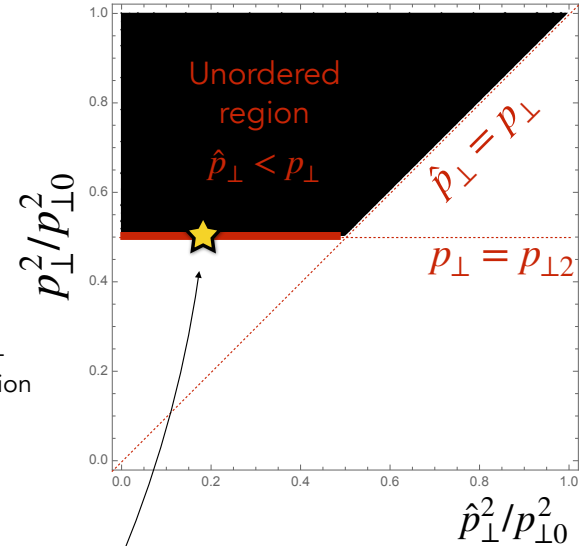 1.0
0.8
0.6
0.4
0.2
0.0
p⊥²/p⊥0²
Unordered
region
p̂⊥ < p⊥
p̂⊥ = p⊥
p⊥ = p⊥2
ion
0.0 0.2 0.4 0.6 0.8 1.0
p̂⊥²/p⊥0²